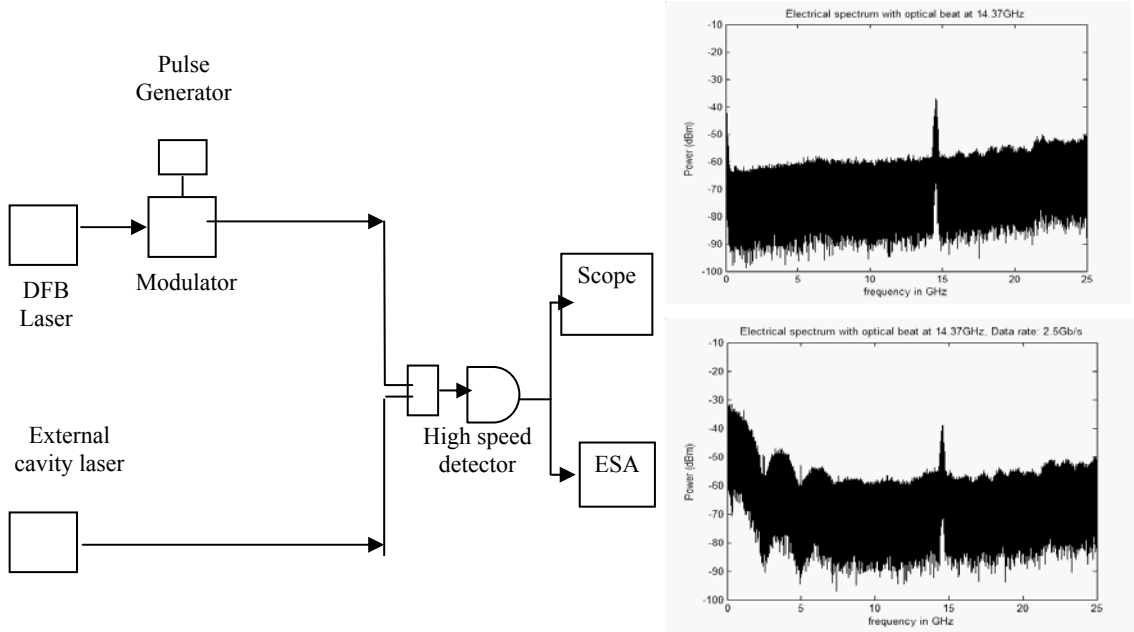 Pulse
Generator
DFB
Laser
Modulator
Scope
External
cavity laser
High speed
detector
ESA
Electrical spectrum with optical beat at 14.37GHz
-10
-20
-30
-40
-50
-60
-70
-80
-90
-100
Power (dBm)
0 5 10 15 20 25
frequency in GHz
Electrical spectrum with optical beat at 14.37GHz, Data rate: 2.5Gb/s
-10
-20
-30
-40
-50
-60
-70
-80
-90
-100
Power (dBm)
0 5 10 15 20 25
frequency in GHz